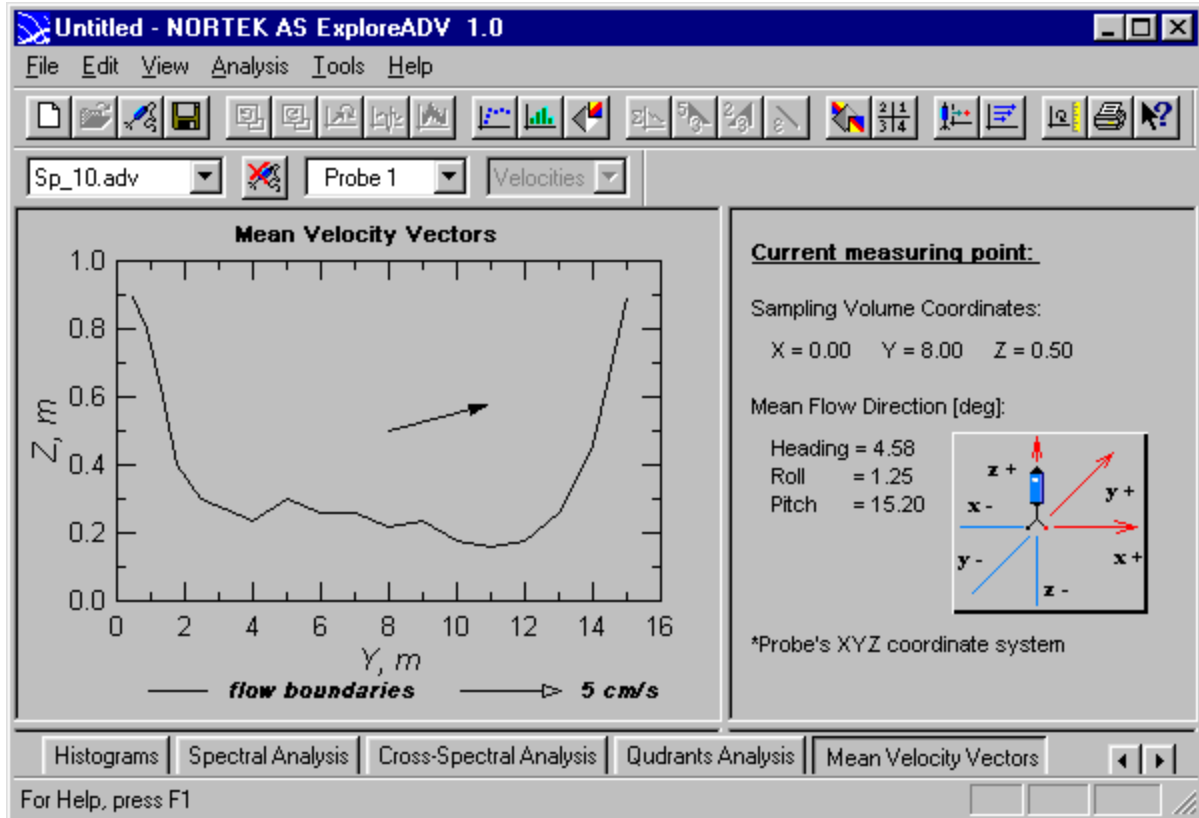 Untitled - NORTEK AS ExploreADV 1.0
File Edit View Analysis Tools Help
Sp_10.adv Probe 1 Velocities
Mean Velocity Vectors
1.0
0.8
0.6
0.4
0.2
0.0
Z, m
0 2 4 6 8 10 12 14 16
Y, m
flow boundaries 5 cm/s
Current measuring point:
Sampling Volume Coordinates:
X = 0.00 Y = 8.00 Z = 0.50
Mean Flow Direction [deg]:
Heading = 4.58
Roll = 1.25
Pitch = 15.20
z +
y +
x -
y -
x +
z -
*Probe's XYZ coordinate system
Histograms Spectral Analysis Cross-Spectral Analysis Qudrants Analysis Mean Velocity Vectors
For Help, press F1